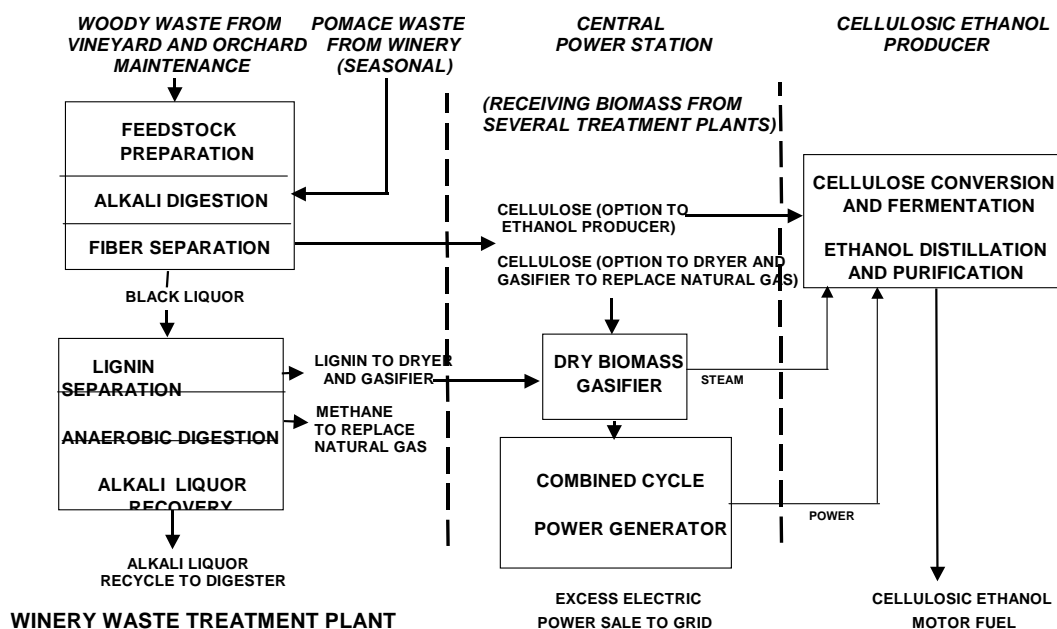 WOODY WASTE FROM
VINEYARD AND ORCHARD
MAINTENANCE
POMACE WASTE
FROM WINERY
(SEASONAL)
CENTRAL
POWER STATION
CELLULOSIC ETHANOL
PRODUCER
(RECEIVING BIOMASS FROM
SEVERAL TREATMENT PLANTS)
FEEDSTOCK
PREPARATION
ALKALI DIGESTION
FIBER SEPARATION
CELLULOSE (OPTION TO
ETHANOL PRODUCER)
CELLULOSE (OPTION TO DRYER AND
GASIFIER TO REPLACE NATURAL GAS)
CELLULOSE CONVERSION
AND FERMENTATION
ETHANOL DISTILLATION
AND PURIFICATION
BLACK LIQUOR
LIGNIN
SEPARATION
ANAEROBIC DIGESTION
ALKALI LIQUOR
RECOVERY
LIGNIN TO DRYER
AND GASIFIER
METHANE
TO REPLACE
NATURAL GAS
DRY BIOMASS
GASIFIER
STEAM
COMBINED CYCLE
POWER GENERATOR
POWER
ALKALI LIQUOR
RECYCLE TO DIGESTER
WINERY WASTE TREATMENT PLANT
EXCESS ELECTRIC
POWER SALE TO GRID
CELLULOSIC ETHANOL
MOTOR FUEL